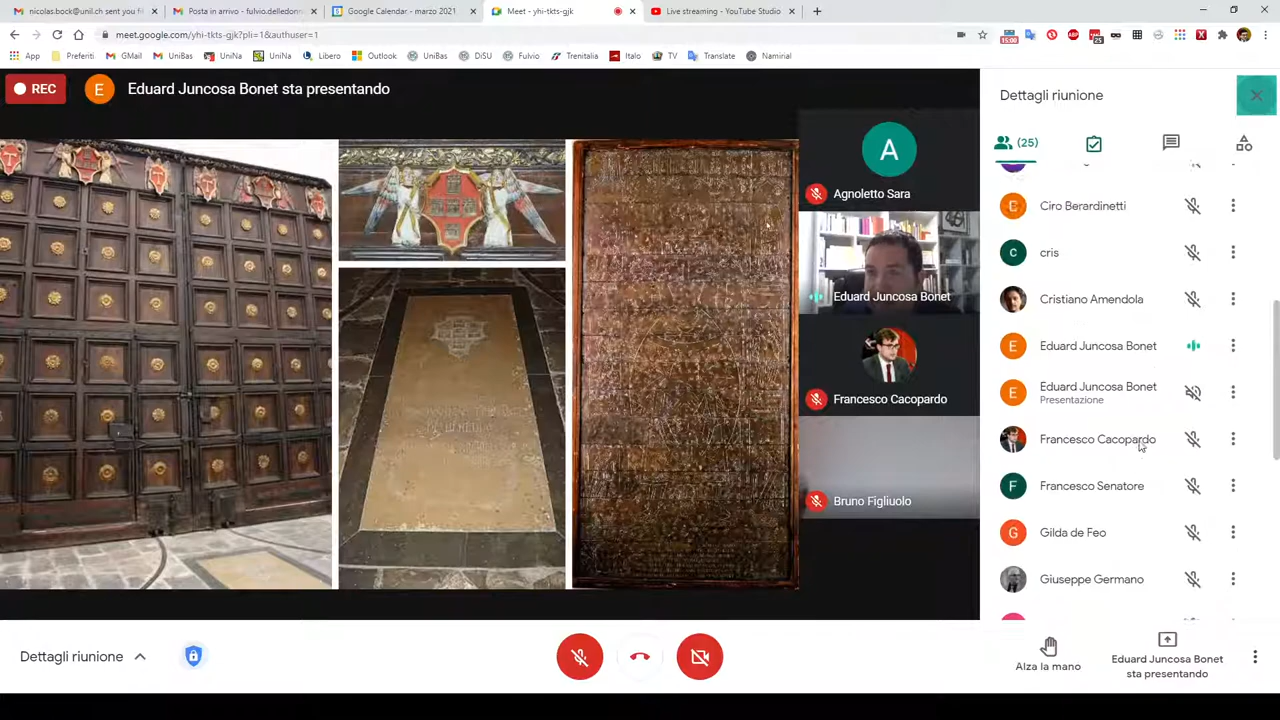 nicolas.bock@unil.ch sent you fil
Posta in arrivo - fulvio.delledonn
Google Calendar - marzo 2021
Meet - yhi-tkts-gjk
Live streaming - YouTube Studio
meet.google.com/yhi-tkts-gjk?pli=1&authuser=1
App
Preferiti
GMail
UniBas
UniNa
UniNa
Libero
Outlook
UniBas
DiSU
Fulvio
Trenitalia
Italo
TV
Translate
Namirial
REC
E
Eduard Juncosa Bonet sta presentando
Dettagli riunione
(25)
A
Agnoletto Sara
Eduard Juncosa Bonet
Francesco Cacopardo
Bruno Figliuolo
C Ciro Berardinetti
c cris
Cristiano Amendola
E Eduard Juncosa Bonet
E Eduard Juncosa Bonet
Presentazione
Francesco Cacopardo
F Francesco Senatore
G Gilda de Feo
Giuseppe Germano
Dettagli riunione
Alza la mano
Eduard Juncosa Bonet
sta presentando